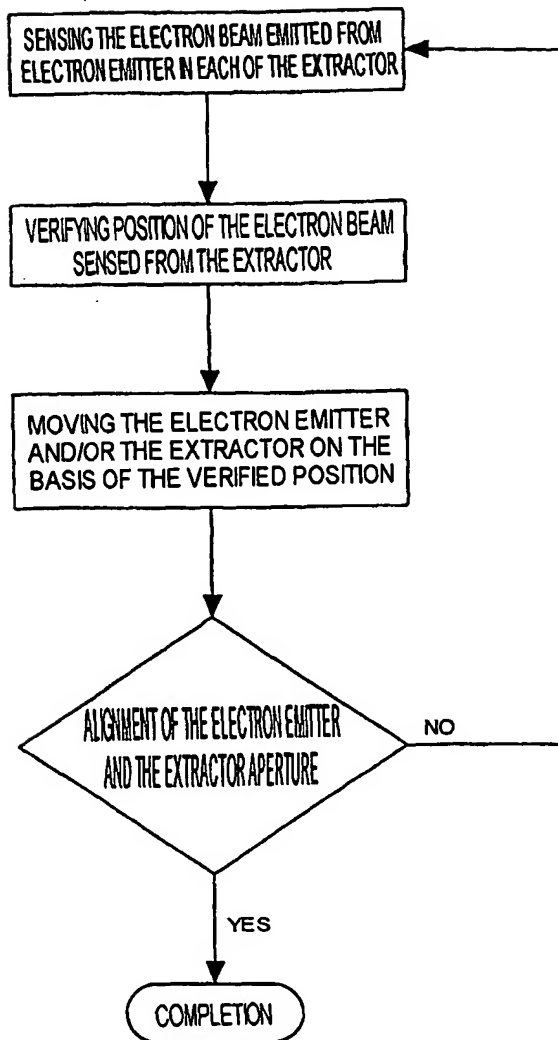 SENSING THE ELECTRON BEAM EMITTED FROM
ELECTRON EMITTER IN EACH OF THE EXTRACTOR
VERIFYING POSITION OF THE ELECTRON BEAM
SENSED FROM THE EXTRACTOR
MOVING THE ELECTRON EMITTER
AND/OR THE EXTRACTOR ON THE
BASIS OF THE VERIFIED POSITION
ALIGNMENT OF THE ELECTRON EMITTER
AND THE EXTRACTOR APERTURE
NO
YES
COMPLETION